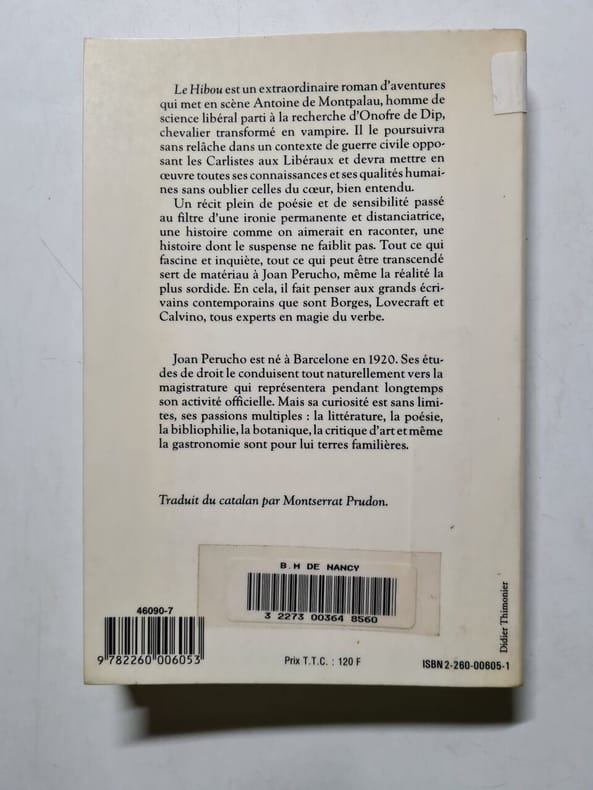 Le Hibou est un extraordinaire roman d'aventures
qui met en scène Antoine de Montpalau, homme de
science libéral parti à la recherche d'Onofre de Dip,
chevalier transformé en vampire. Il le poursuivra
sans relâche dans un contexte de guerre civile oppo-
sant les Carlistes aux Libéraux et devra mettre en
œuvre toutes ses connaissances et ses qualités humai-
nes sans oublier celles du cœur, bien entendu.
Un récit plein de poésie et de sensibilité passé
au filtre d'une ironie permanente et distanciatrice,
une histoire comme on aimerait en raconter, une
histoire dont le suspense ne faiblit pas. Tout ce qui
fascine et inquiète, tout ce qui peut être transcendé
sert de matériau à Joan Perucho, même la réalité la
plus sordide. En cela, il fait penser aux grands écri-
vains contemporains que sont Borges, Lovecraft et
Calvino, tous experts en magie du verbe.
Joan Perucho est né à Barcelone en 1920. Ses étu-
des de droit le conduisent tout naturellement vers la
magistrature qui représentera pendant longtemps
son activité officielle. Mais sa curiosité est sans limi-
tes, ses passions multiples : la littérature, la poésie,
la bibliophilie, la botanique, la critique d'art et même
la gastronomie sont pour lui terres familières.
Traduit du catalan par Montserrat Prudon.
B.H DE NANCY
3 2273 00364 8560
46090-7
9 782260 006053
Prix T.T.C. : 120 F
ISBN 2-260-00605-1
Didier Thimonier